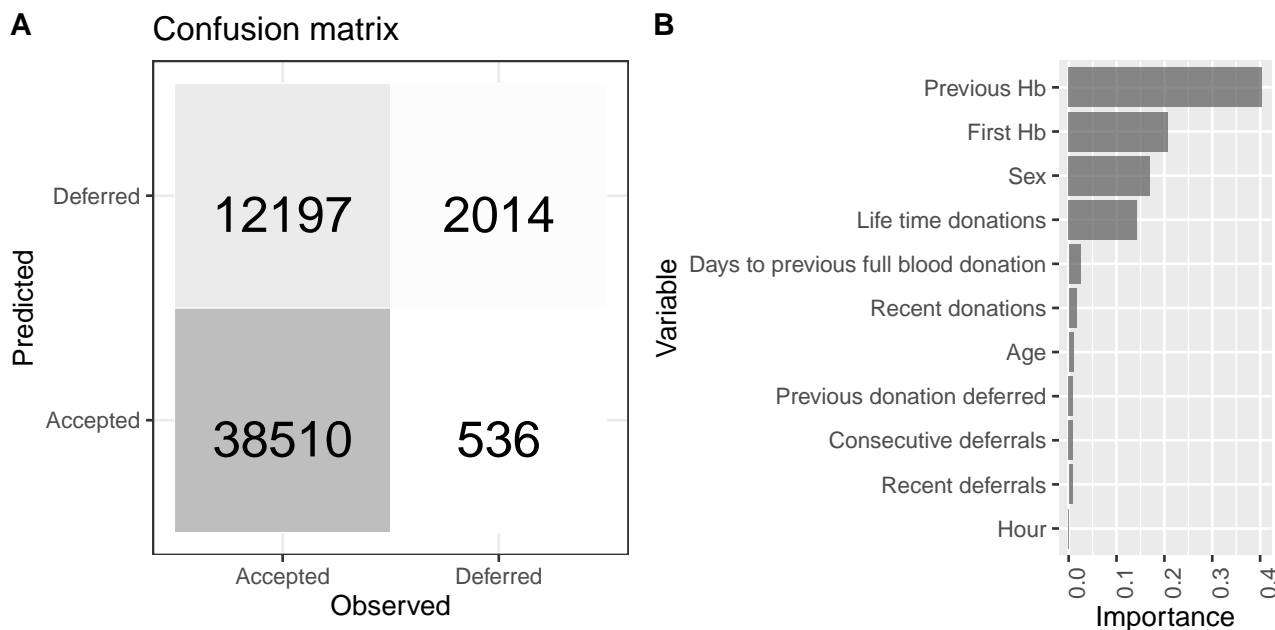 A
Confusion matrix
Predicted
Deferred
12197 2014
Accepted
38510 536
Accepted Deferred
Observed
B
Variable
Previous Hb
First Hb
Sex
Life time donations
Days to previous full blood donation
Recent donations
Age
Previous donation deferred
Consecutive deferrals
Recent deferrals
Hour
0.0 0.1 0.2 0.3 0.4
Importance